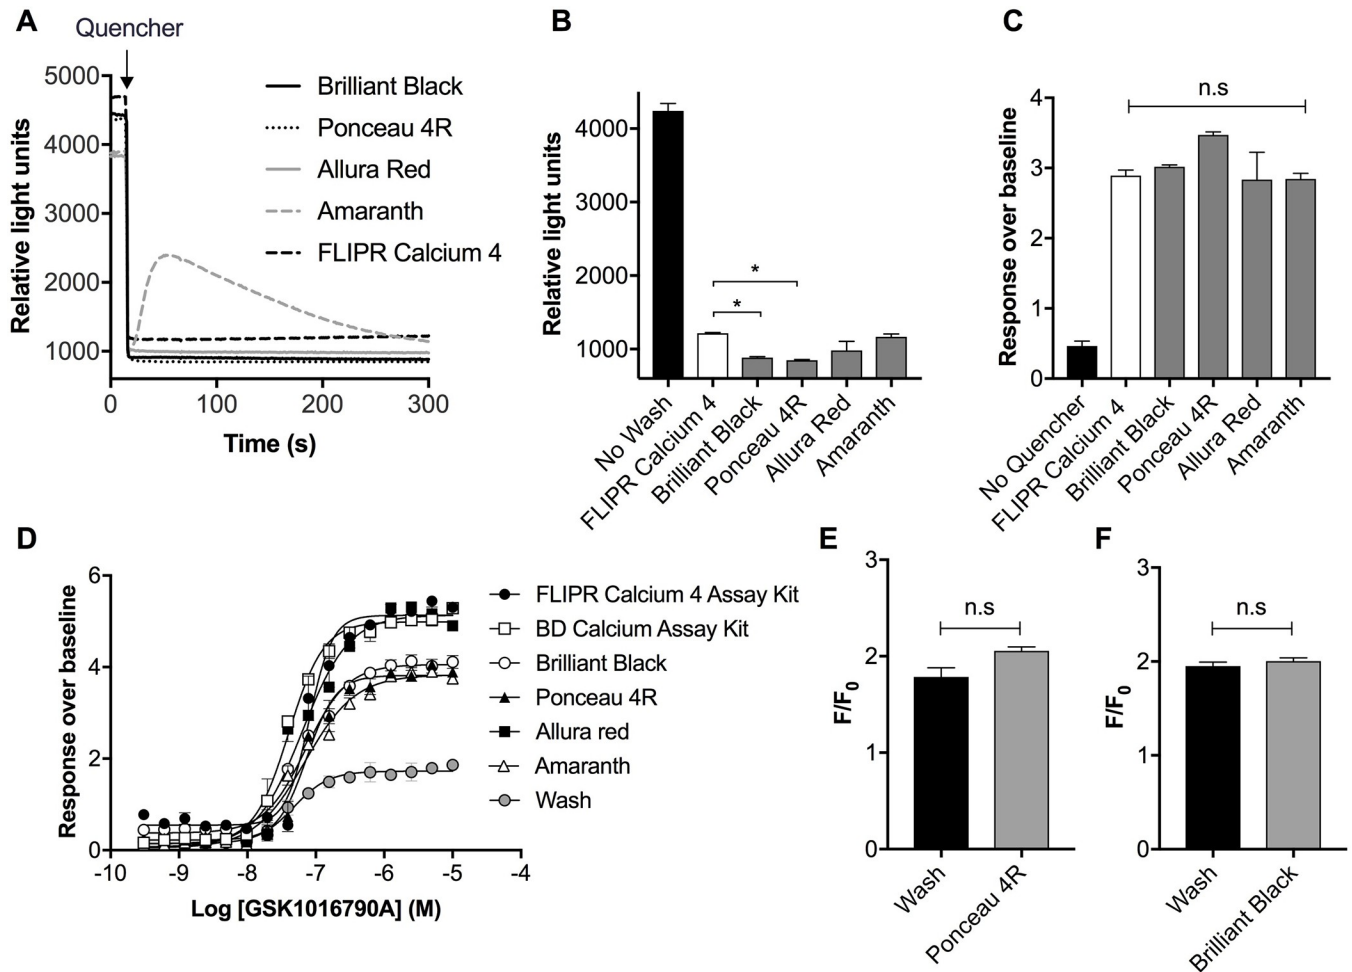 A
Quencher
Relative light units
5000
4000
3000
2000
1000
0
100
200
300
Time (s)
Brilliant Black
Ponceau 4R
Allura Red
Amaranth
FLIPR Calcium 4
B
Relative light units
4000
3000
2000
1000
*
*
No Wash
FLIPR Calcium 4
Brilliant Black
Ponceau 4R
Allura Red
Amaranth
C
Response over baseline
4
3
2
1
0
n.s
No Quencher
FLIPR Calcium 4
Brilliant Black
Ponceau 4R
Allura Red
Amaranth
D
Response over baseline
6
4
2
0
-10
-9
-8
-7
-6
-5
-4
Log [GSK1016790A] (M)
FLIPR Calcium 4 Assay Kit
BD Calcium Assay Kit
Brilliant Black
Ponceau 4R
Allura red
Amaranth
Wash
E
F/F0
3
2
1
0
n.s
Wash
Ponceau 4R
F
F/F0
3
2
1
0
n.s
Wash
Brilliant Black